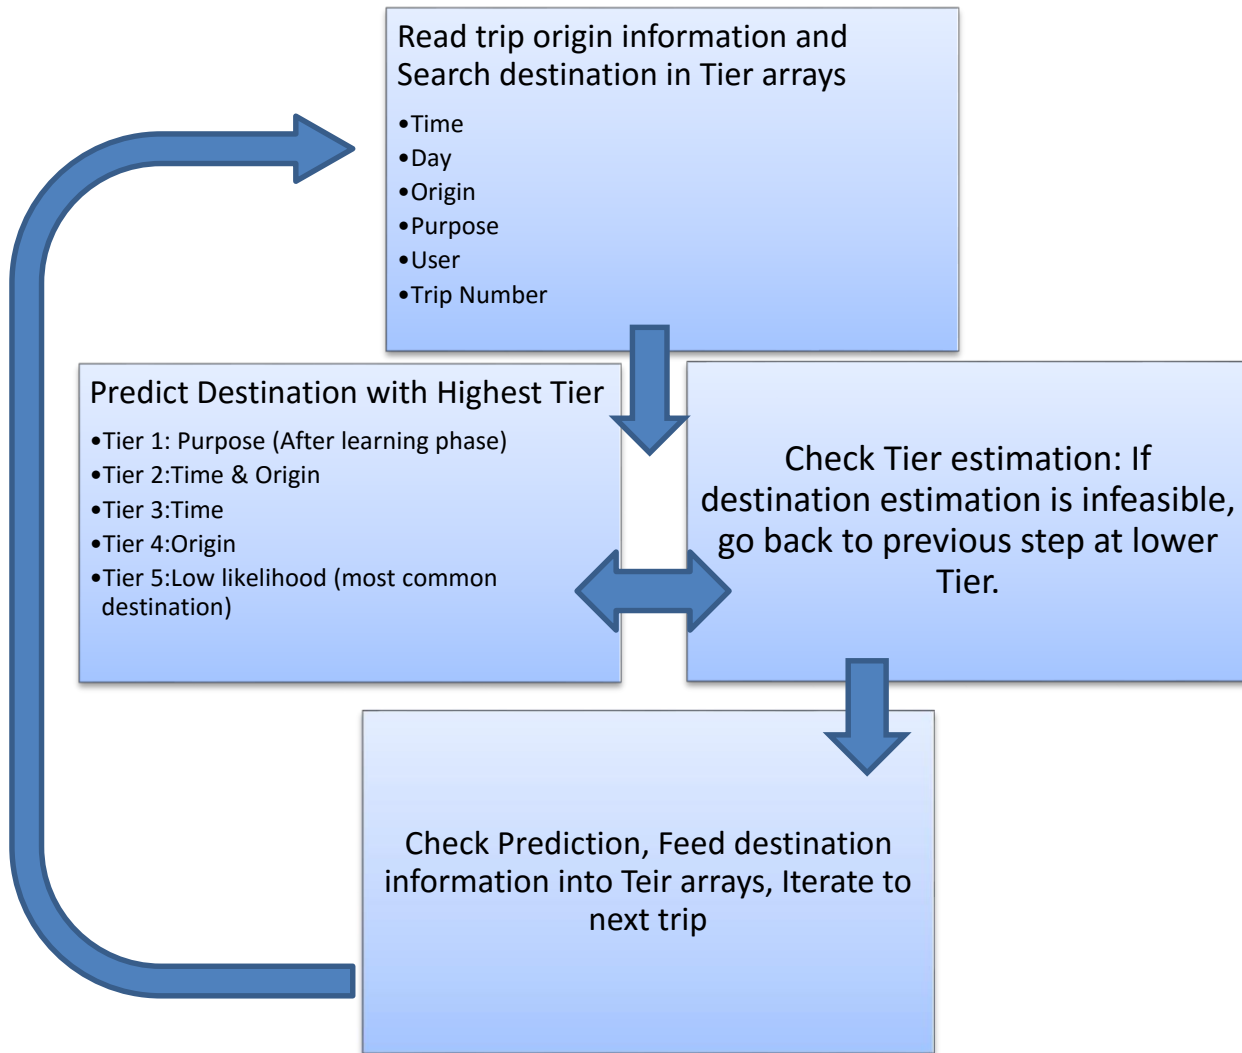 Read trip origin information and
Search destination in Tier arrays
•Time
•Day
•Origin
•Purpose
•User
•Trip Number
Predict Destination with Highest Tier
•Tier 1: Purpose (After learning phase)
•Tier 2:Time & Origin
•Tier 3:Time
•Tier 4:Origin
•Tier 5:Low likelihood (most common
destination)
Check Tier estimation: If
destination estimation is infeasible,
go back to previous step at lower
Tier.
Check Prediction, Feed destination
information into Teir arrays, Iterate to
next trip